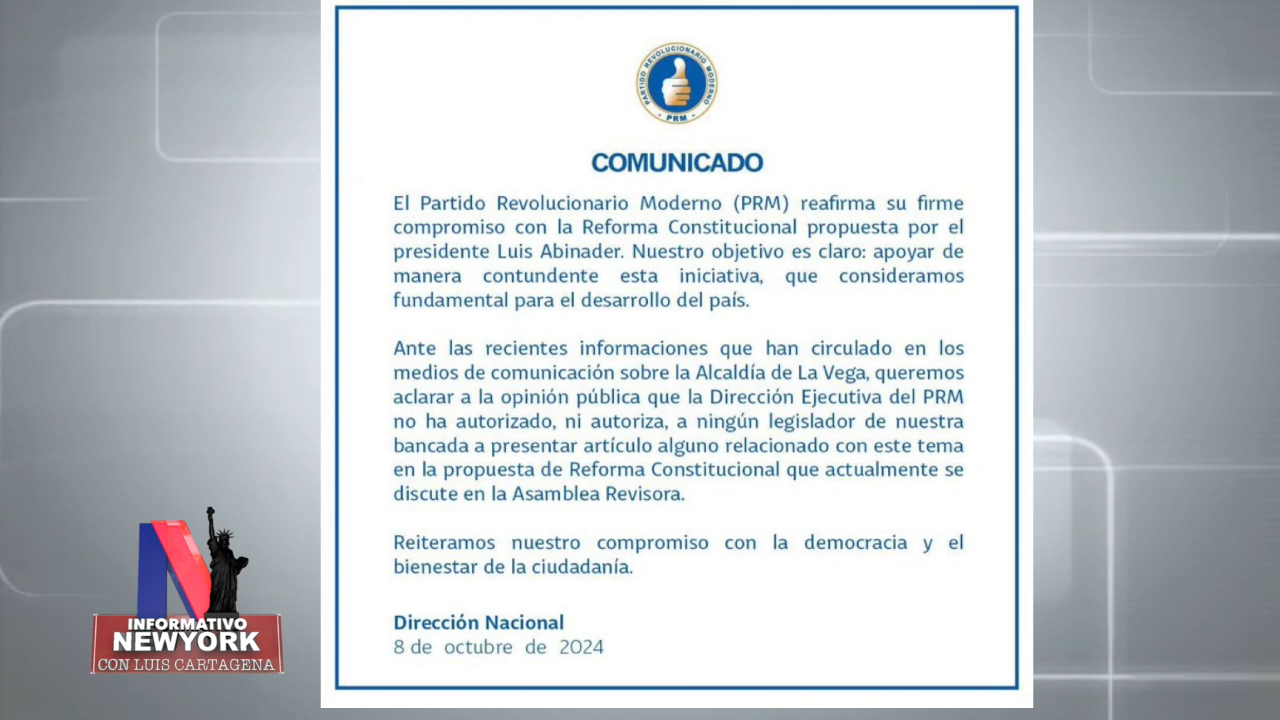 PARTIDO REVOLUCIONARIO MODERNO
PRM
COMUNICADO
El Partido Revolucionario Moderno (PRM) reafirma su firme
compromiso con la Reforma Constitucional propuesta por el
presidente Luis Abinader. Nuestro objetivo es claro: apoyar de
manera contundente esta iniciativa, que consideramos
fundamental para el desarrollo del país.
Ante las recientes informaciones que han circulado en los
medios de comunicación sobre la Alcaldía de La Vega, queremos
aclarar a la opinión pública que la Dirección Ejecutiva del PRM
no ha autorizado, ni autoriza, a ningún legislador de nuestra
bancada a presentar artículo alguno relacionado con este tema
en la propuesta de Reforma Constitucional que actualmente se
discute en la Asamblea Revisora.
Reiteramos nuestro compromiso con la democracia y el
bienestar de la ciudadanía.
Dirección Nacional
8 de octubre de 2024
INFORMATIVO
NEWYORK
CON LUIS CARTAGENA